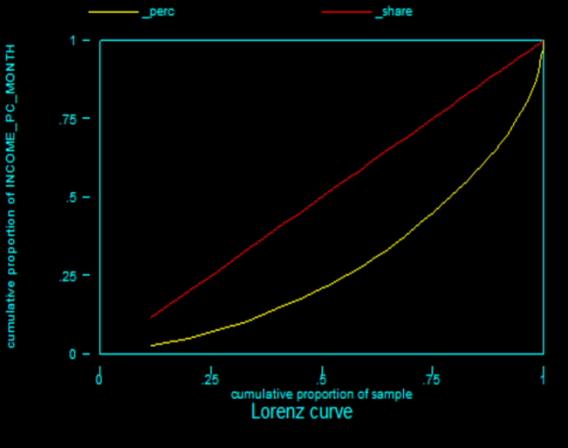 _perc
_share
cumulative proportion of INCOME_PC_MONTH
1
.75
.5
.25
0
0
.25
.5
.75
1
cumulative proportion of sample
Lorenz curve